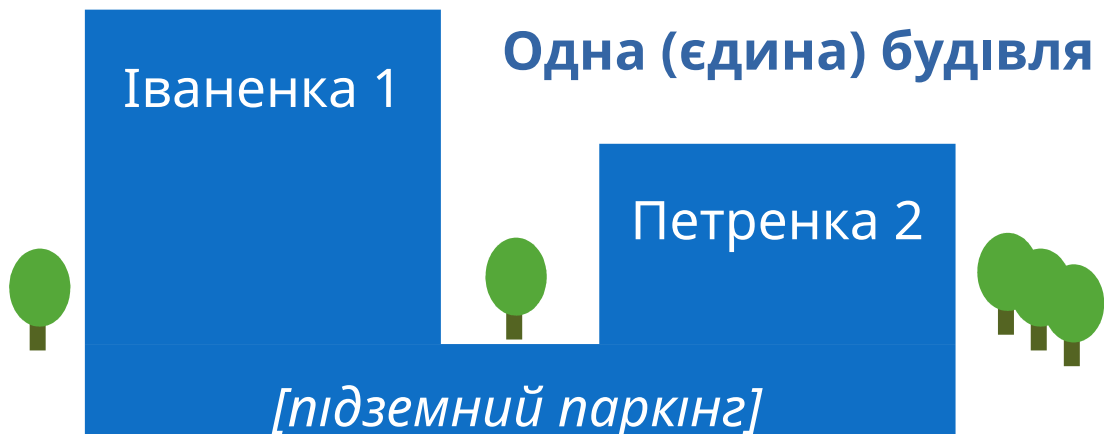 Одна (єдина) будівля
Іваненка 1
Петренка 2
[підземний паркінг]